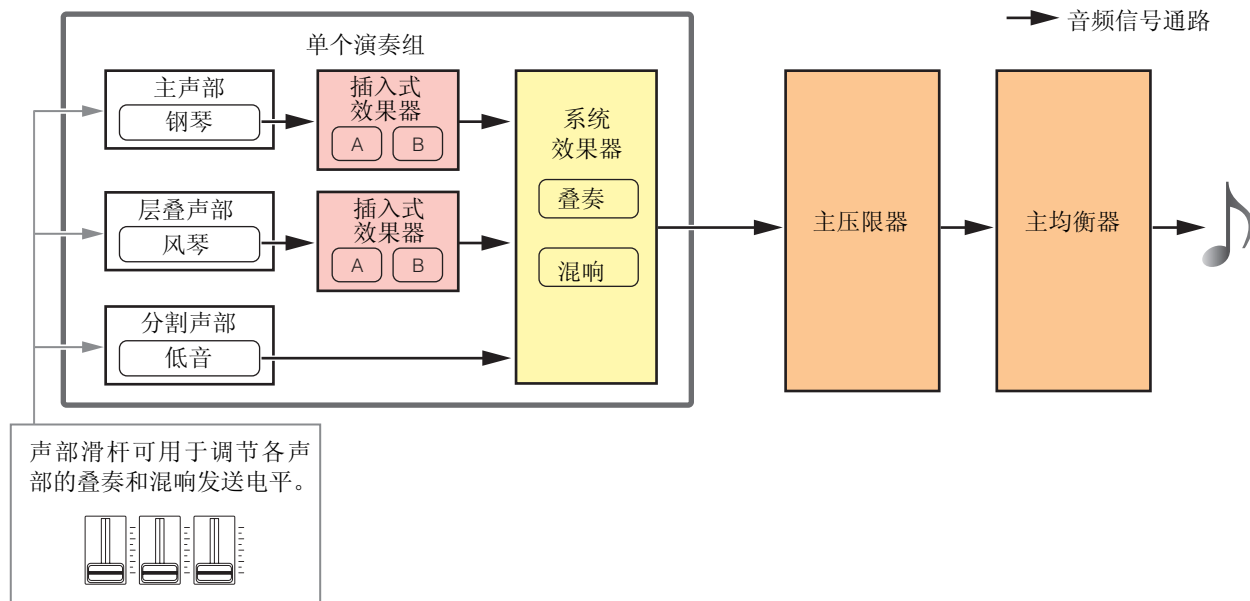 音频信号通路
单个演奏组
主声部
钢琴
插入式
效果器
A B
层叠声部
风琴
插入式
效果器
A B
分割声部
低音
系统
效果器
叠奏
混响
主压限器
主均衡器
声部滑杆可用于调节各声
部的叠奏和混响发送电平。